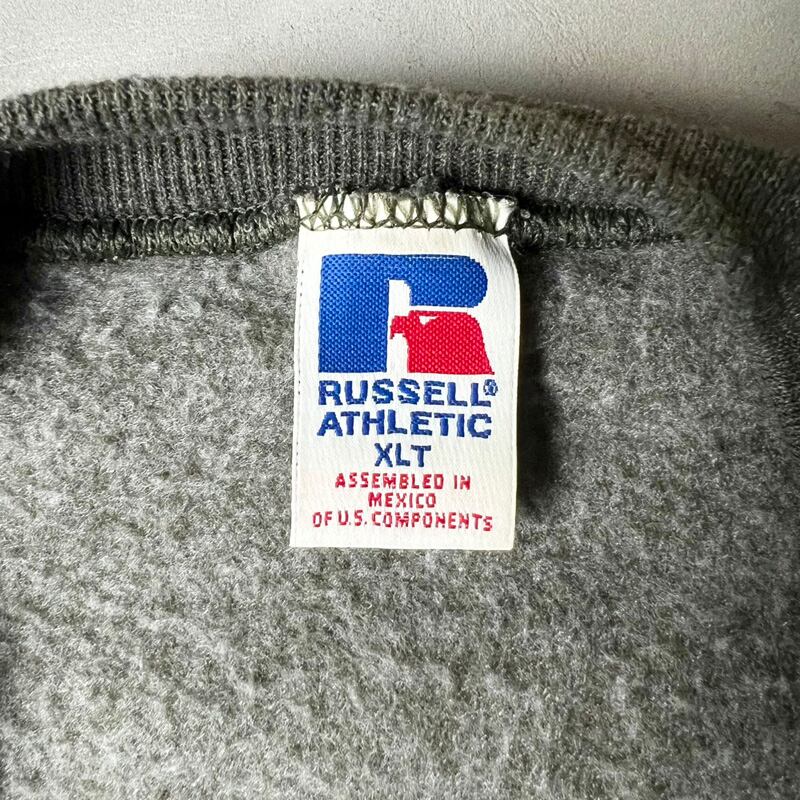 RUSSELL®
ATHLETIC
XLT
ASSEMBLED IN
MEXICO
OF U.S. COMPONENTS